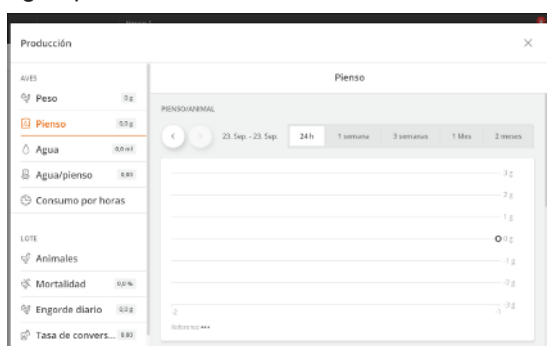 Producción
AVES
Peso 0 g
Pienso 0,0 g
Agua 0,0 ml
Agua/pienso 0,00
Consumo por horas
LOTE
Animales
Mortalidad 0,0 %
Engorde diario 0,0 g
Tasa de convers... 0,00
Pienso
PIENSO/ANIMAL
23. Sep. - 23. Sep.
24 h 1 semana 3 semanas 1 Mes 2 meses
3 g
2 g
1 g
0 g
-1 g
-2 g
-3 g
-2 -1
Reference